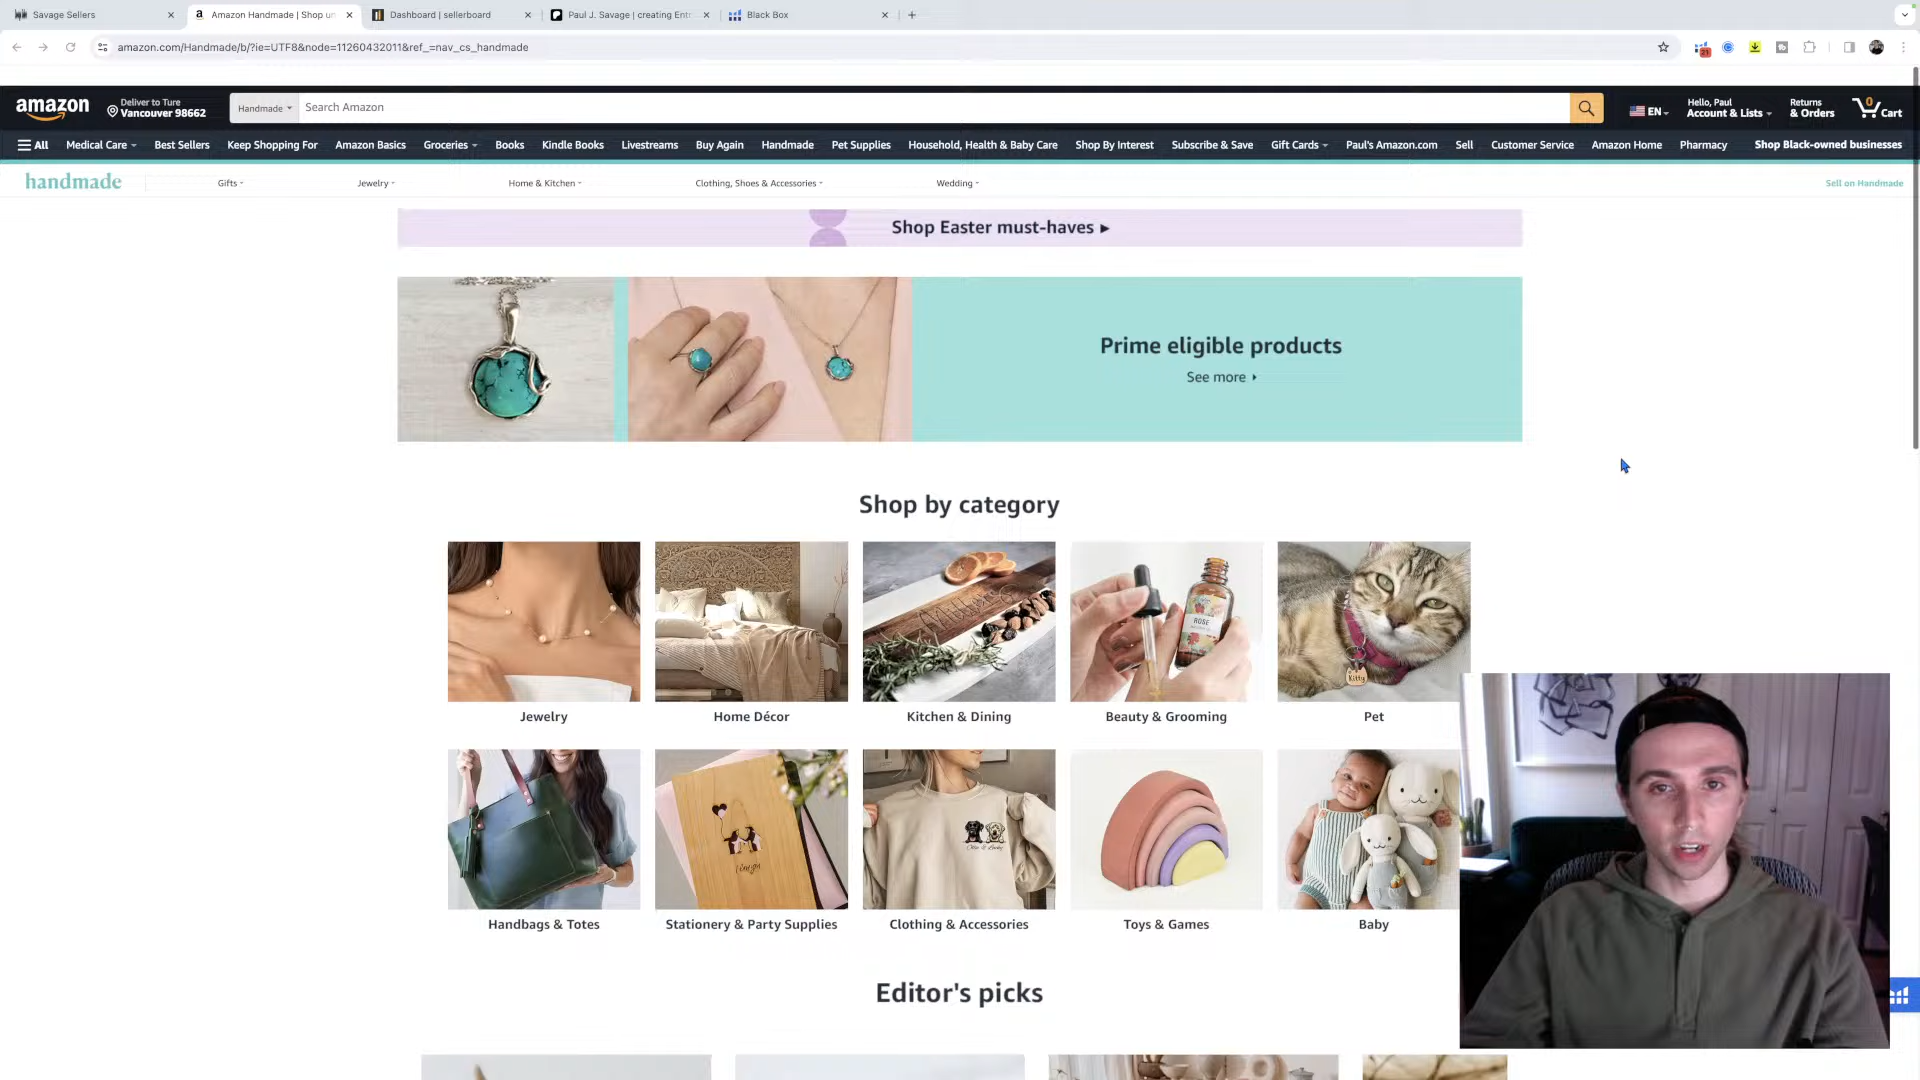 Savage Sellers
Amazon Handmade | Shop un
Dashboard | sellerboard
Paul J. Savage | creating Entr
Black Box
amazon.com/Handmade/b/?ie=UTF8&node=11260432011&ref_=nav_cs_handmade
21
amazon
Deliver to Ture
Vancouver 98662
Handmade
Search Amazon
EN
Hello, Paul
Account & Lists
Returns
& Orders
0
Cart
All
Medical Care
Best Sellers
Keep Shopping For
Amazon Basics
Groceries
Books
Kindle Books
Livestreams
Buy Again
Handmade
Pet Supplies
Household, Health & Baby Care
Shop By Interest
Subscribe & Save
Gift Cards
Paul's Amazon.com
Sell
Customer Service
Amazon Home
Pharmacy
Shop Black-owned businesses
handmade
Gifts
Jewelry
Home & Kitchen
Clothing, Shoes & Accessories
Wedding
Sell on Handmade
Shop Easter must-haves ▸
Prime eligible products
See more ▸
Shop by category
ROSE
Kitty
Jewelry
Home Décor
Kitchen & Dining
Beauty & Grooming
Pet
Handbags & Totes
Stationery & Party Supplies
Clothing & Accessories
Toys & Games
Baby
Editor's picks